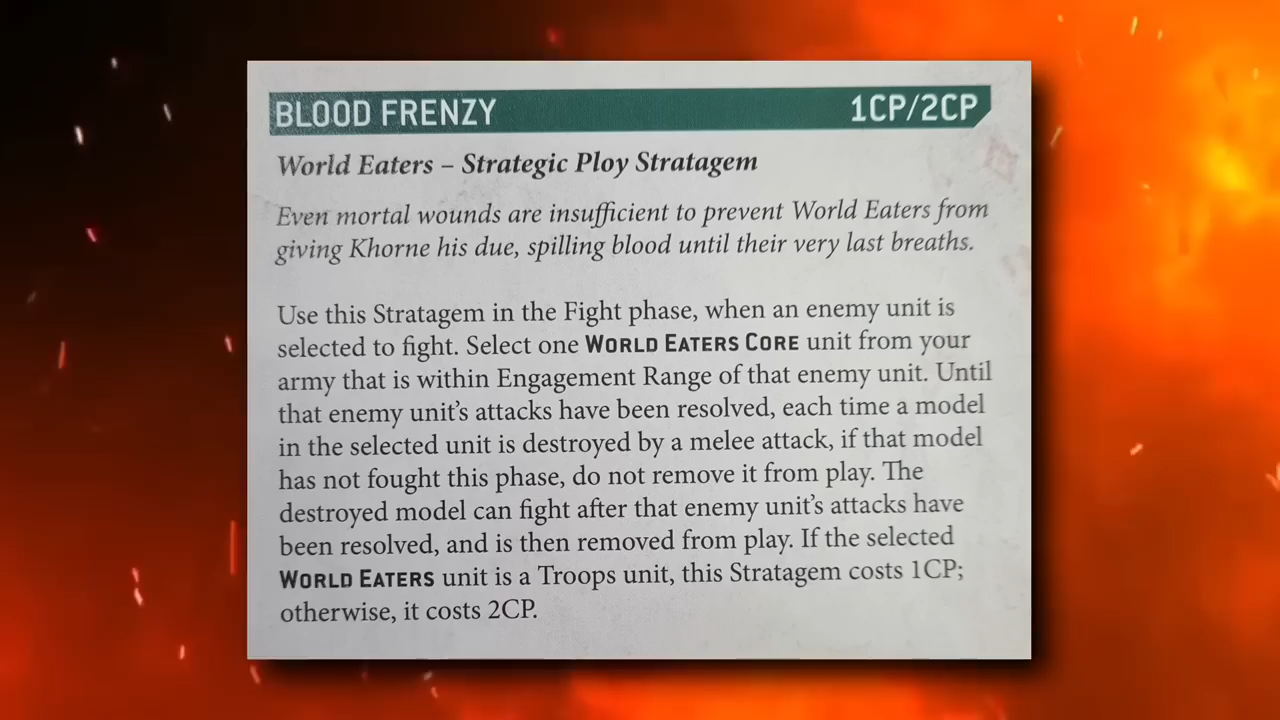 BLOOD FRENZY 1CP/2CP
World Eaters – Strategic Ploy Stratagem
Even mortal wounds are insufficient to prevent World Eaters from
giving Khorne his due, spilling blood until their very last breaths.
Use this Stratagem in the Fight phase, when an enemy unit is
selected to fight. Select one WORLD EATERS CORE unit from your
army that is within Engagement Range of that enemy unit. Until
that enemy unit's attacks have been resolved, each time a model
in the selected unit is destroyed by a melee attack, if that model
has not fought this phase, do not remove it from play. The
destroyed model can fight after that enemy unit's attacks have
been resolved, and is then removed from play. If the selected
WORLD EATERS unit is a Troops unit, this Stratagem costs 1CP;
otherwise, it costs 2CP.